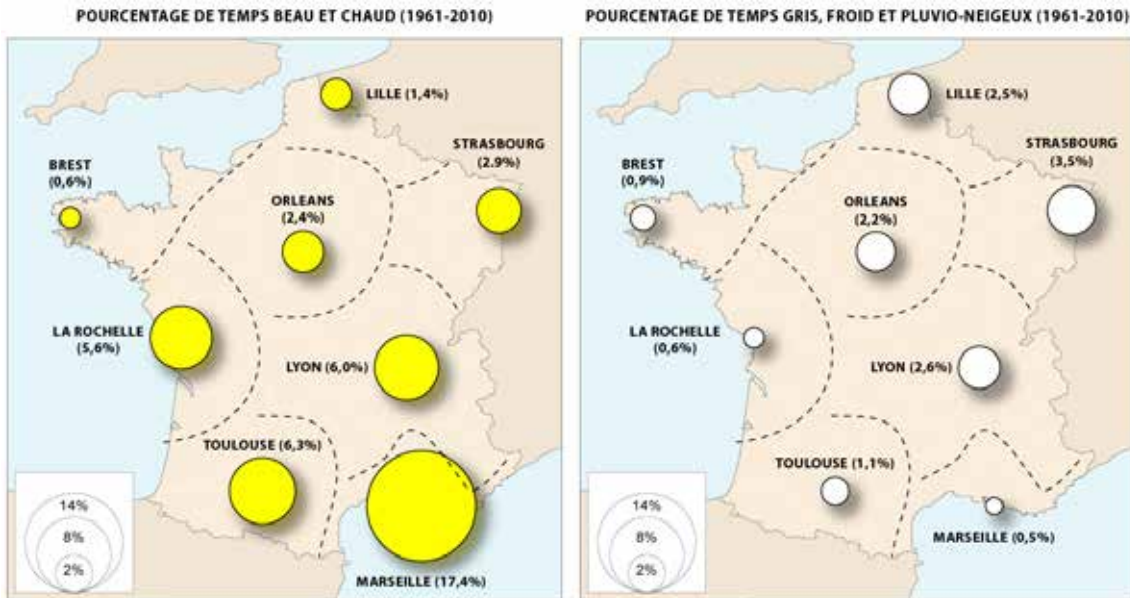 POURCENTAGE DE TEMPS BEAU ET CHAUD (1961-2010)
LILLE (1,4%)
STRASBOURG
(2.9%)
BREST
(0,6%)
ORLEANS
(2,4%)
LA ROCHELLE
(5,6%)
LYON (6,0%)
TOULOUSE (6,3%)
MARSEILLE (17,4%)
14%
8%
2%
POURCENTAGE DE TEMPS GRIS, FROID ET PLUVIO-NEIGEUX (1961-2010)
LILLE (2,5%)
STRASBOURG
(3,5%)
BREST
(0,9%)
ORLEANS
(2,2%)
LA ROCHELLE
(0,6%)
LYON (2,6%)
TOULOUSE (1,1%)
MARSEILLE (0,5%)
14%
8%
2%